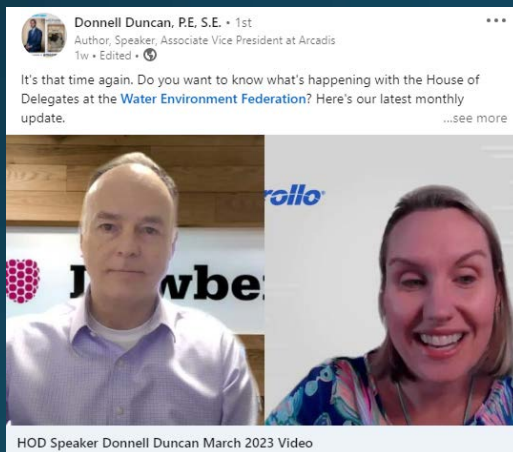 Donnell Duncan, P.E, S.E. • 1st
Author, Speaker, Associate Vice President at Arcadis
1w • Edited •
It's that time again. Do you want to know what's happening with the House of
Delegates at the Water Environment Federation? Here's our latest monthly
update. ...see more
rollo
wbe
HOD Speaker Donnell Duncan March 2023 Video